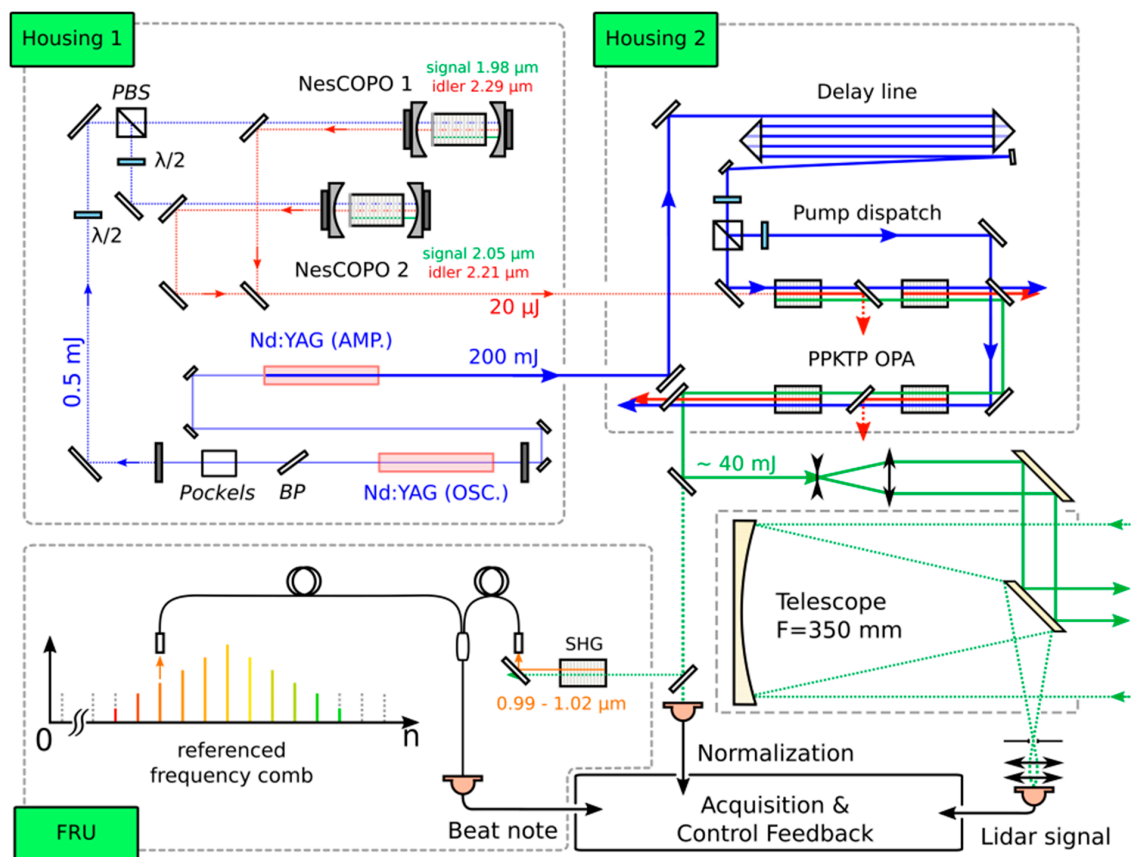 Housing 1
PBS
λ/2
λ/2
NesCOPO 1
signal 1.98 µm
idler 2.29 µm
NesCOPO 2
signal 2.05 µm
idler 2.21 µm
20 µJ
0.5 mJ
Nd:YAG (AMP.)
200 mJ
Pockels
BP
Nd:YAG (OSC.)
Housing 2
Delay line
Pump dispatch
PPKTP OPA
~ 40 mJ
Telescope
F=350 mm
SHG
0.99 - 1.02 µm
0
n
referenced
frequency comb
FRU
Beat note
Normalization
Acquisition &
Control Feedback
Lidar signal